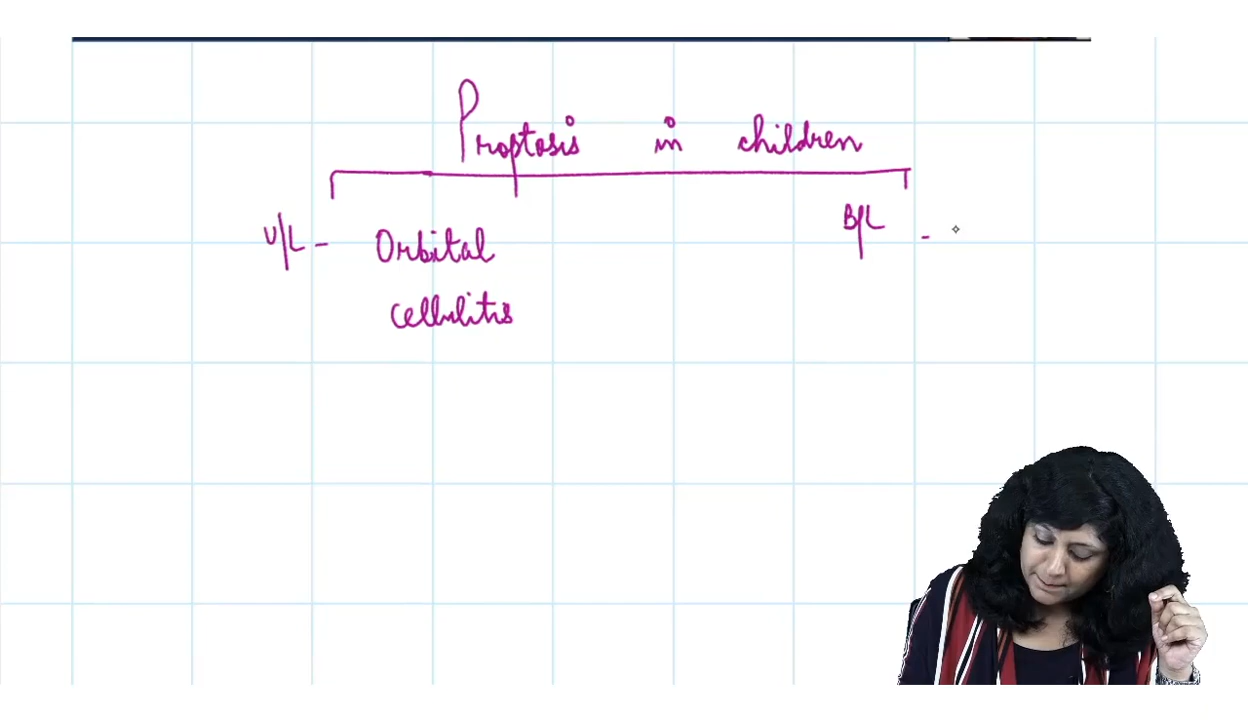 Proptosis in children
U/L - Orbital B/L -
cellulitis